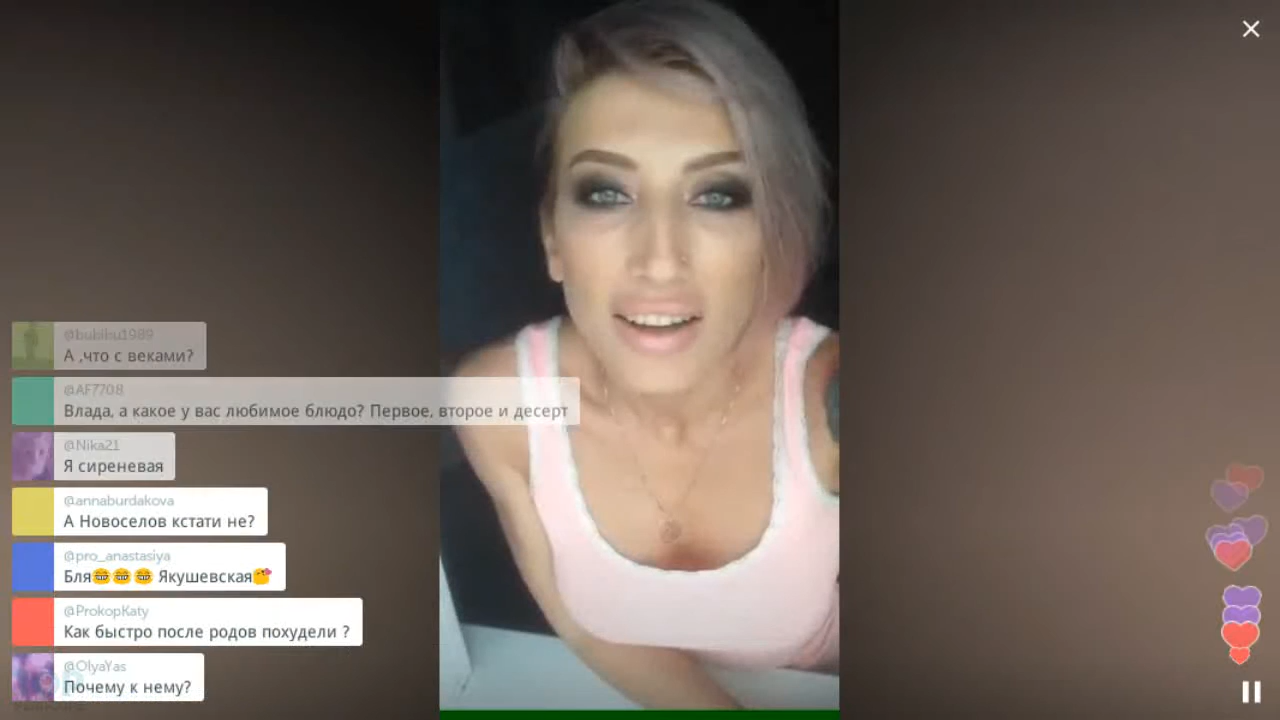 @bubibu1989
А ,что с веками?
@AF7708
Влада, а какое у вас любимое блюдо? Первое, второе и десерт
@Nika21
Я сиреневая
@annaburdakova
А Новоселов кстати не?
@pro_anastasiya
Бля😂😂😂 Якушевская😘
@ProkopKaty
Как быстро после родов похудели ?
@OlyaYas
Почему к нему?